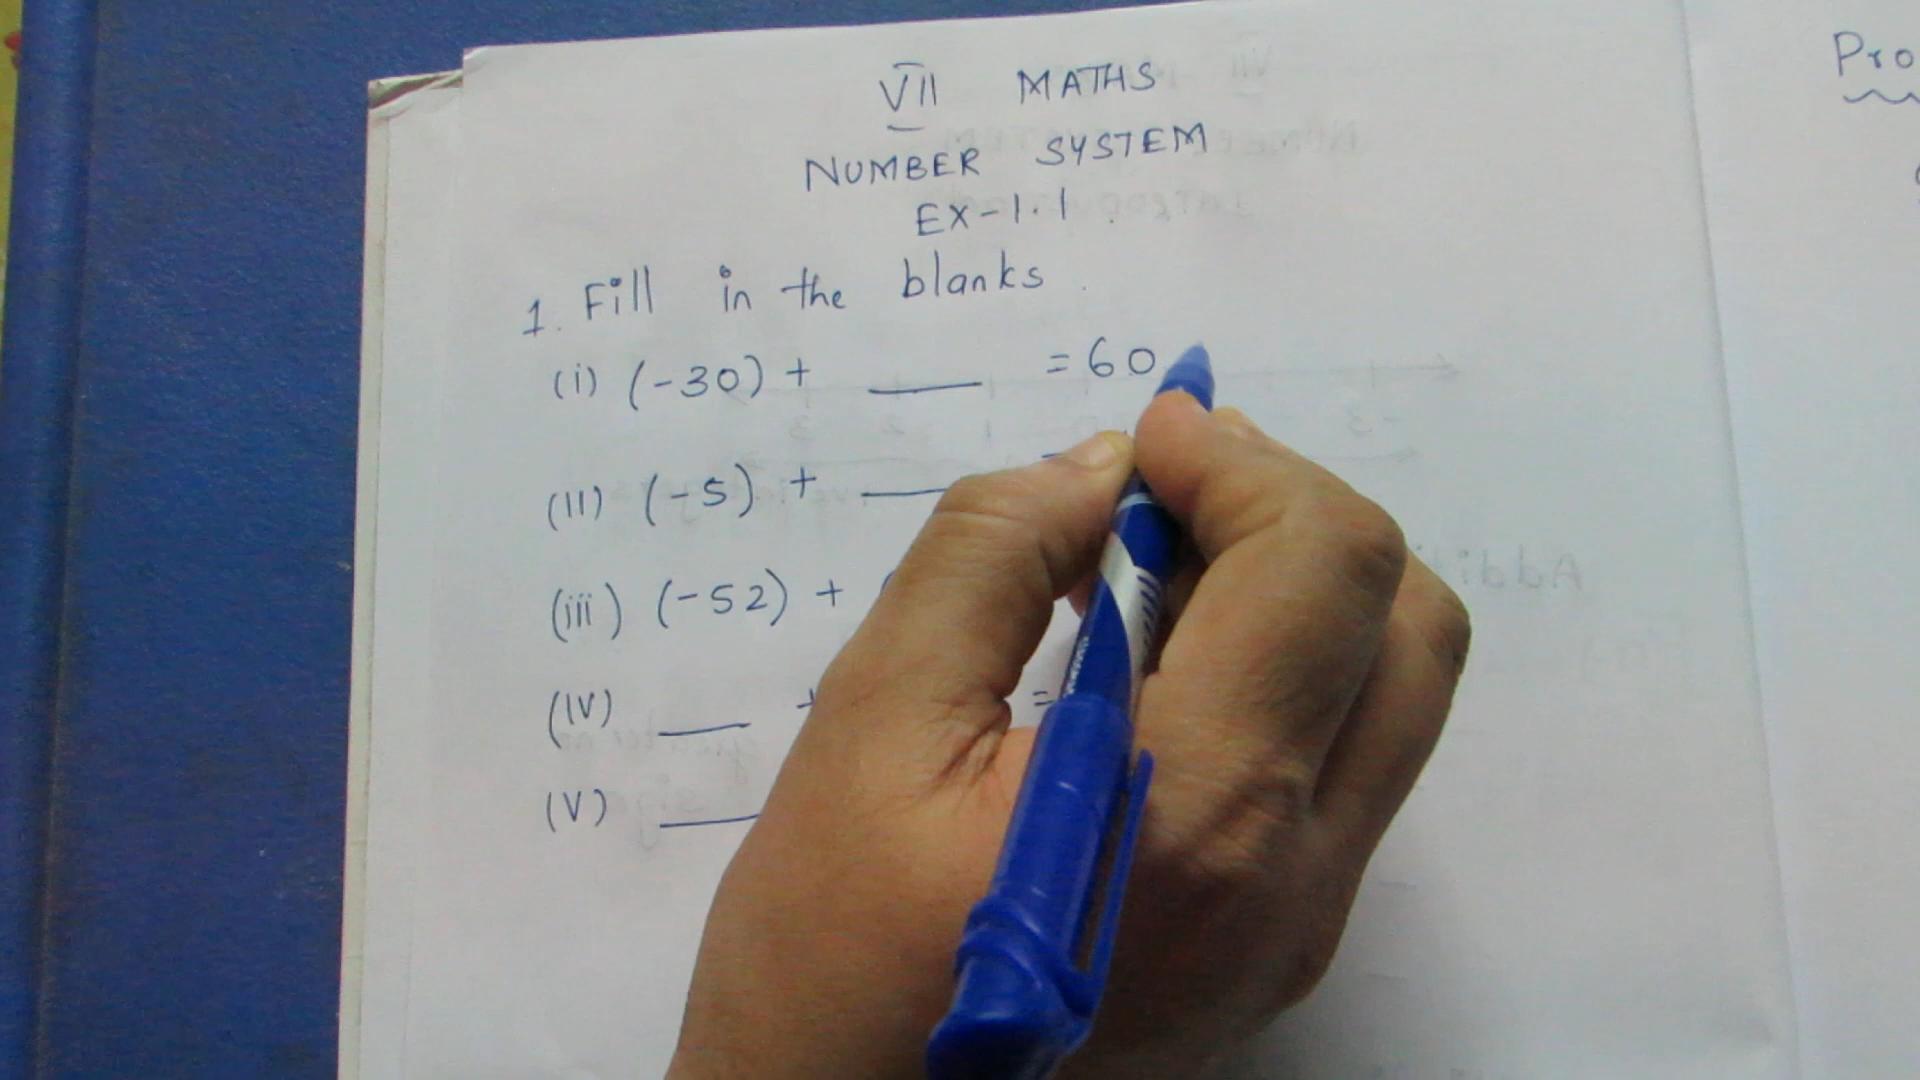 VII MATHS
NUMBER SYSTEM
EX-1.1
1. Fill in the blanks.
(i) (-30) + ____ = 60
(II) (-5) + ____
(iii) (-52) +
(IV) ____ + =
(V) ____
Pro